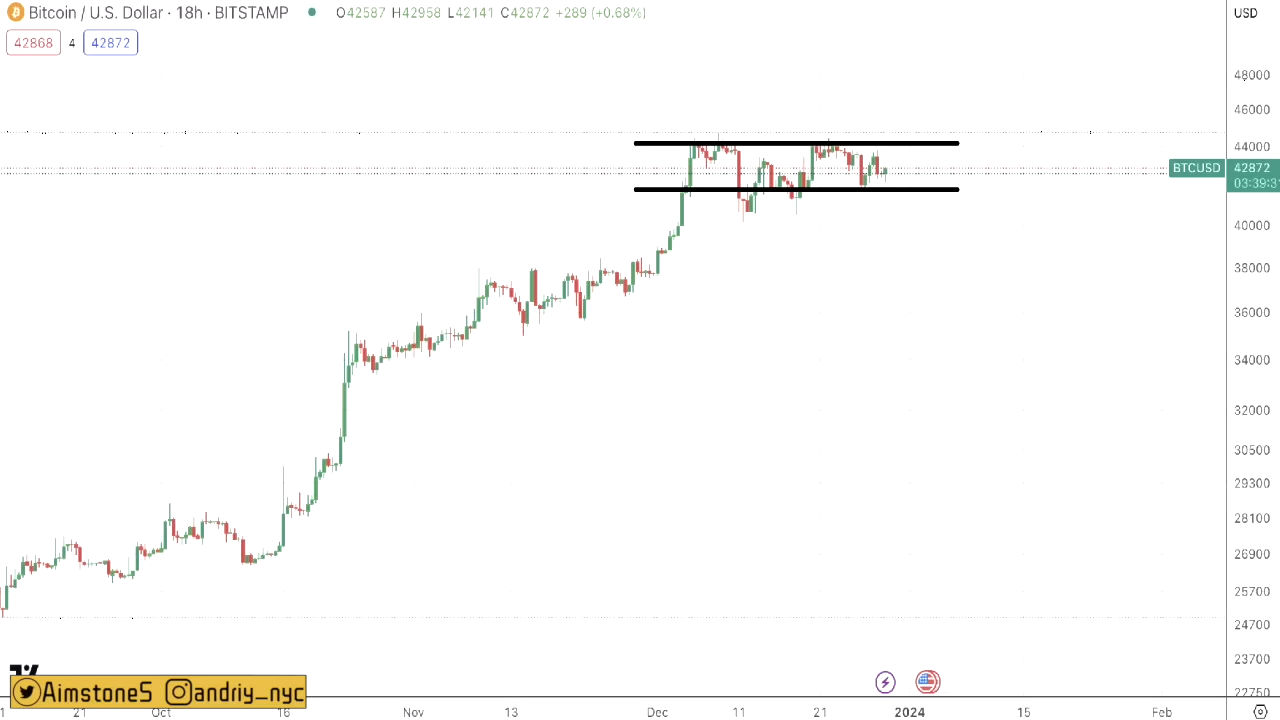 Bitcoin / U.S. Dollar · 18h · BITSTAMP O42587 H42958 L42141 C42872 +289 (+0.68%)
USD
42868 4 42872
48000
46000
44000
BTCUSD 42872
03:39:3
40000
38000
36000
34000
32000
30500
29300
28100
26900
25700
24700
23700
22750
Aimstone5 andriy_nyc
21 Oct 16 Nov 13 Dec 11 21 2024 15 Feb